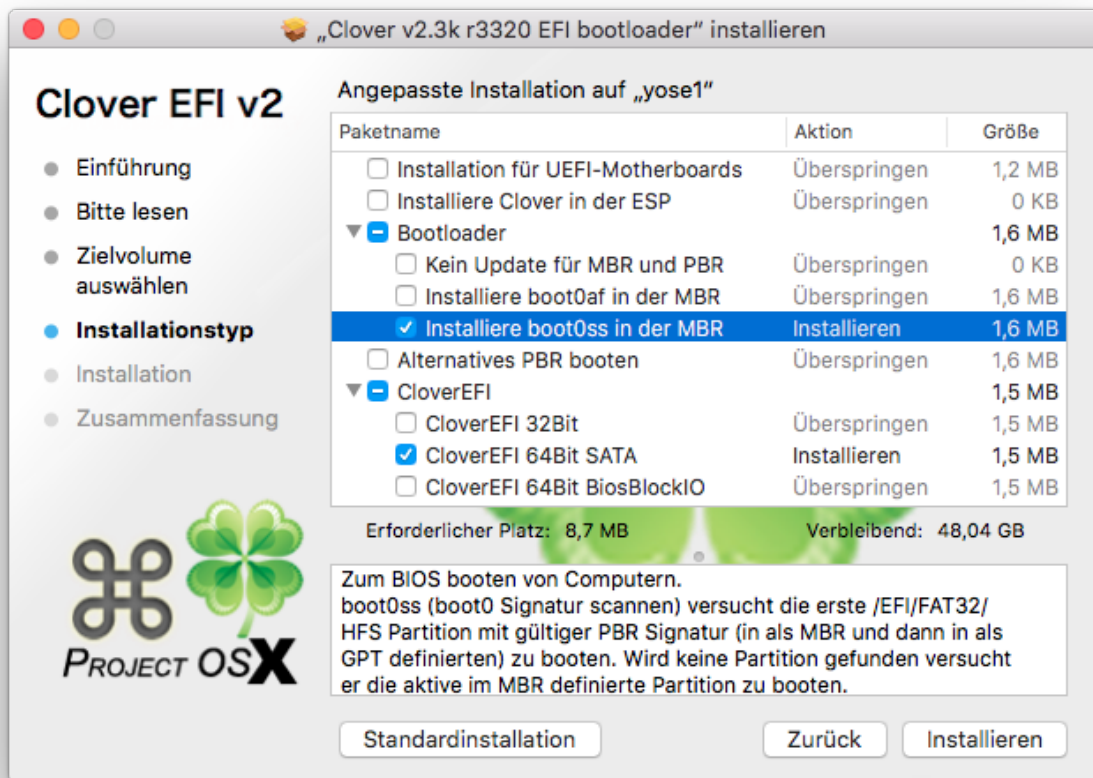 „Clover v2.3k r3320 EFI bootloader“ installieren
Clover EFI v2
Einführung
Bitte lesen
Zielvolume
auswählen
Installationstyp
Installation
Zusammenfassung
PROJECT OSX
Angepasste Installation auf „yose1“
Paketname Aktion Größe
Installation für UEFI-Motherboards Überspringen 1,2 MB
Installiere Clover in der ESP Überspringen 0 KB
Bootloader 1,6 MB
Kein Update für MBR und PBR Überspringen 0 KB
Installiere boot0af in der MBR Überspringen 1,6 MB
Installiere boot0ss in der MBR Installieren 1,6 MB
Alternatives PBR booten Überspringen 1,6 MB
CloverEFI 1,5 MB
CloverEFI 32Bit Überspringen 1,5 MB
CloverEFI 64Bit SATA Installieren 1,5 MB
CloverEFI 64Bit BiosBlockIO Überspringen 1,5 MB
Erforderlicher Platz: 8,7 MB Verbleibend: 48,04 GB
Zum BIOS booten von Computern.
boot0ss (boot0 Signatur scannen) versucht die erste /EFI/FAT32/
HFS Partition mit gültiger PBR Signatur (in als MBR und dann in als
GPT definierten) zu booten. Wird keine Partition gefunden versucht
er die aktive im MBR definierte Partition zu booten.
Standardinstallation Zurück Installieren